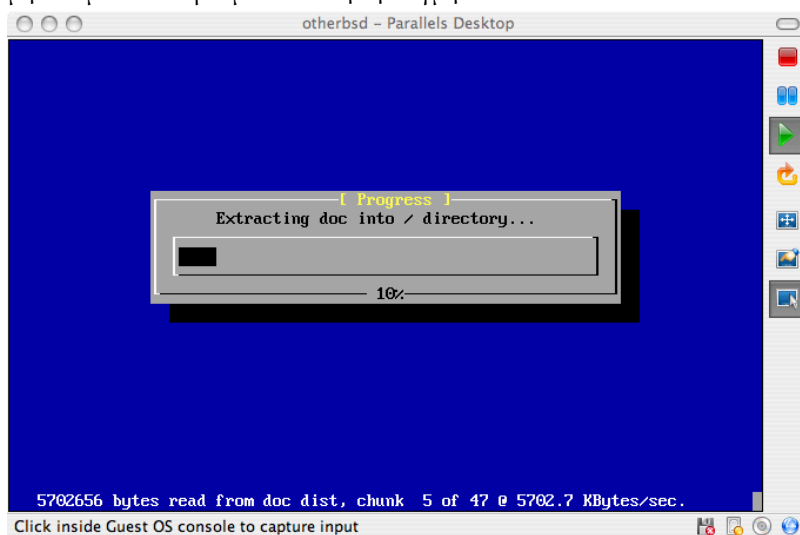 otherbsd - Parallels Desktop
[ Progress ]
Extracting doc into / directory...
10%
5702656 bytes read from doc dist, chunk  5 of 47 @ 5702.7 KBytes/sec.
Click inside Guest OS console to capture input